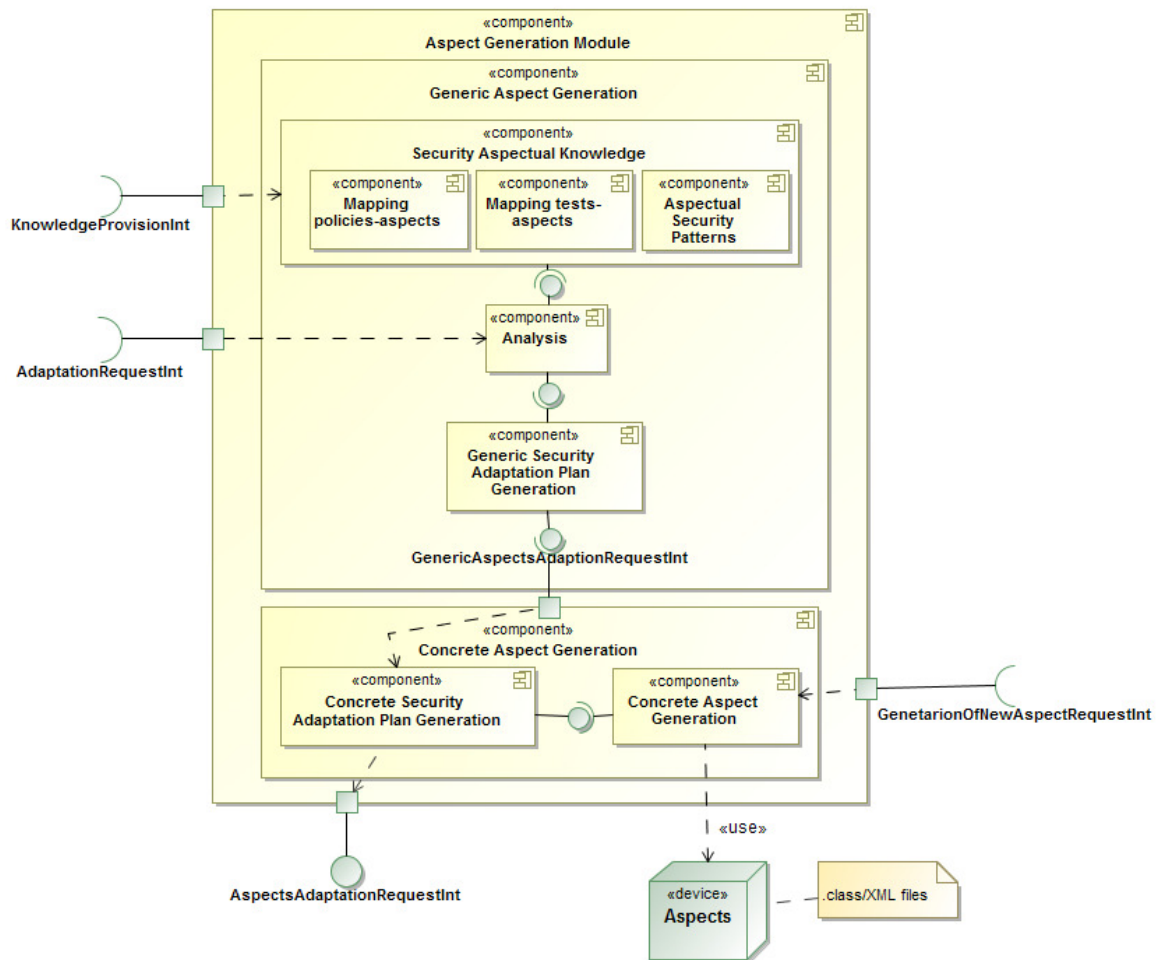 «component»
Aspect Generation Module
«component»
Generic Aspect Generation
«component»
Security Aspectual Knowledge
«component»
Mapping
policies-aspects
«component»
Mapping tests-
aspects
«component»
Aspectual
Security
Patterns
KnowledgeProvisionInt
«component»
Analysis
AdaptationRequestInt
«component»
Generic Security
Adaptation Plan
Generation
GenericAspectsAdaptionRequestInt
«component»
Concrete Aspect Generation
«component»
Concrete Security
Adaptation Plan Generation
«component»
Concrete Aspect
Generation
GenetarionOfNewAspectRequestInt
«use»
AspectsAdaptationRequestInt
«device»
Aspects
.class/XML files